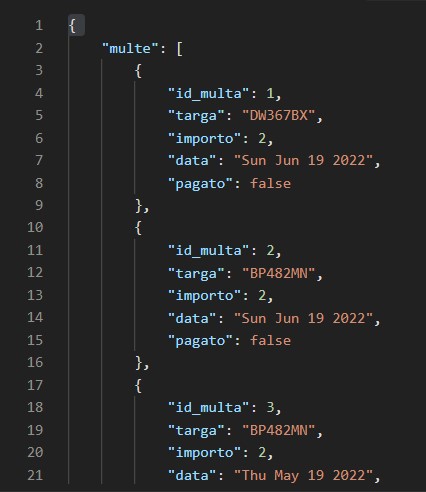 1 {
2 "multe": [
3 {
4 "id_multa": 1,
5 "targa": "DW367BX",
6 "importo": 2,
7 "data": "Sun Jun 19 2022",
8 "pagato": false
9 },
10 {
11 "id_multa": 2,
12 "targa": "BP482MN",
13 "importo": 2,
14 "data": "Sun Jun 19 2022",
15 "pagato": false
16 },
17 {
18 "id_multa": 3,
19 "targa": "BP482MN",
20 "importo": 2,
21 "data": "Thu May 19 2022",